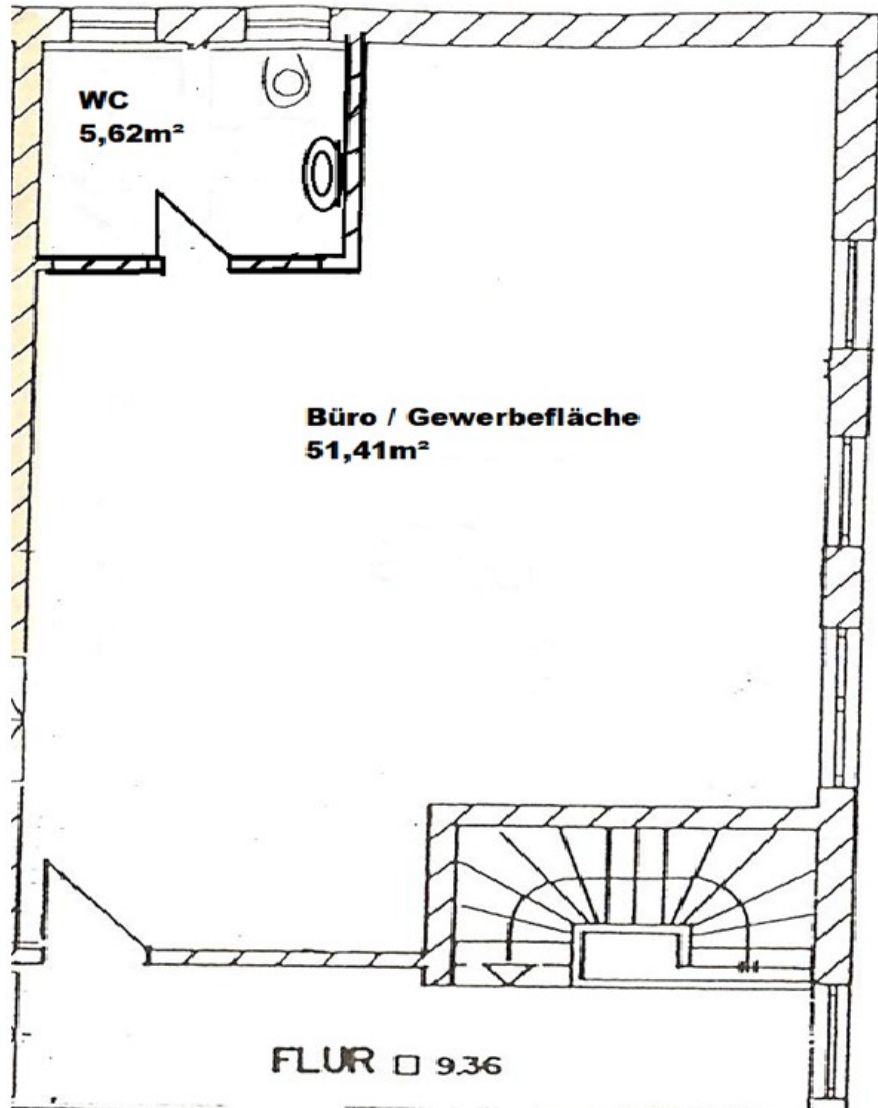 WC
5,62m²
Büro / Gewerbefläche
51,41m²
FLUR □ 9.36